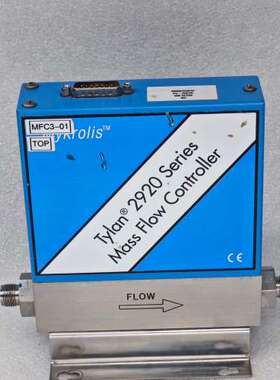 MFC3-01
ykrolis™
TOP
Tylan® 2920 Series
Mass Flow Controller
CE
FLOW